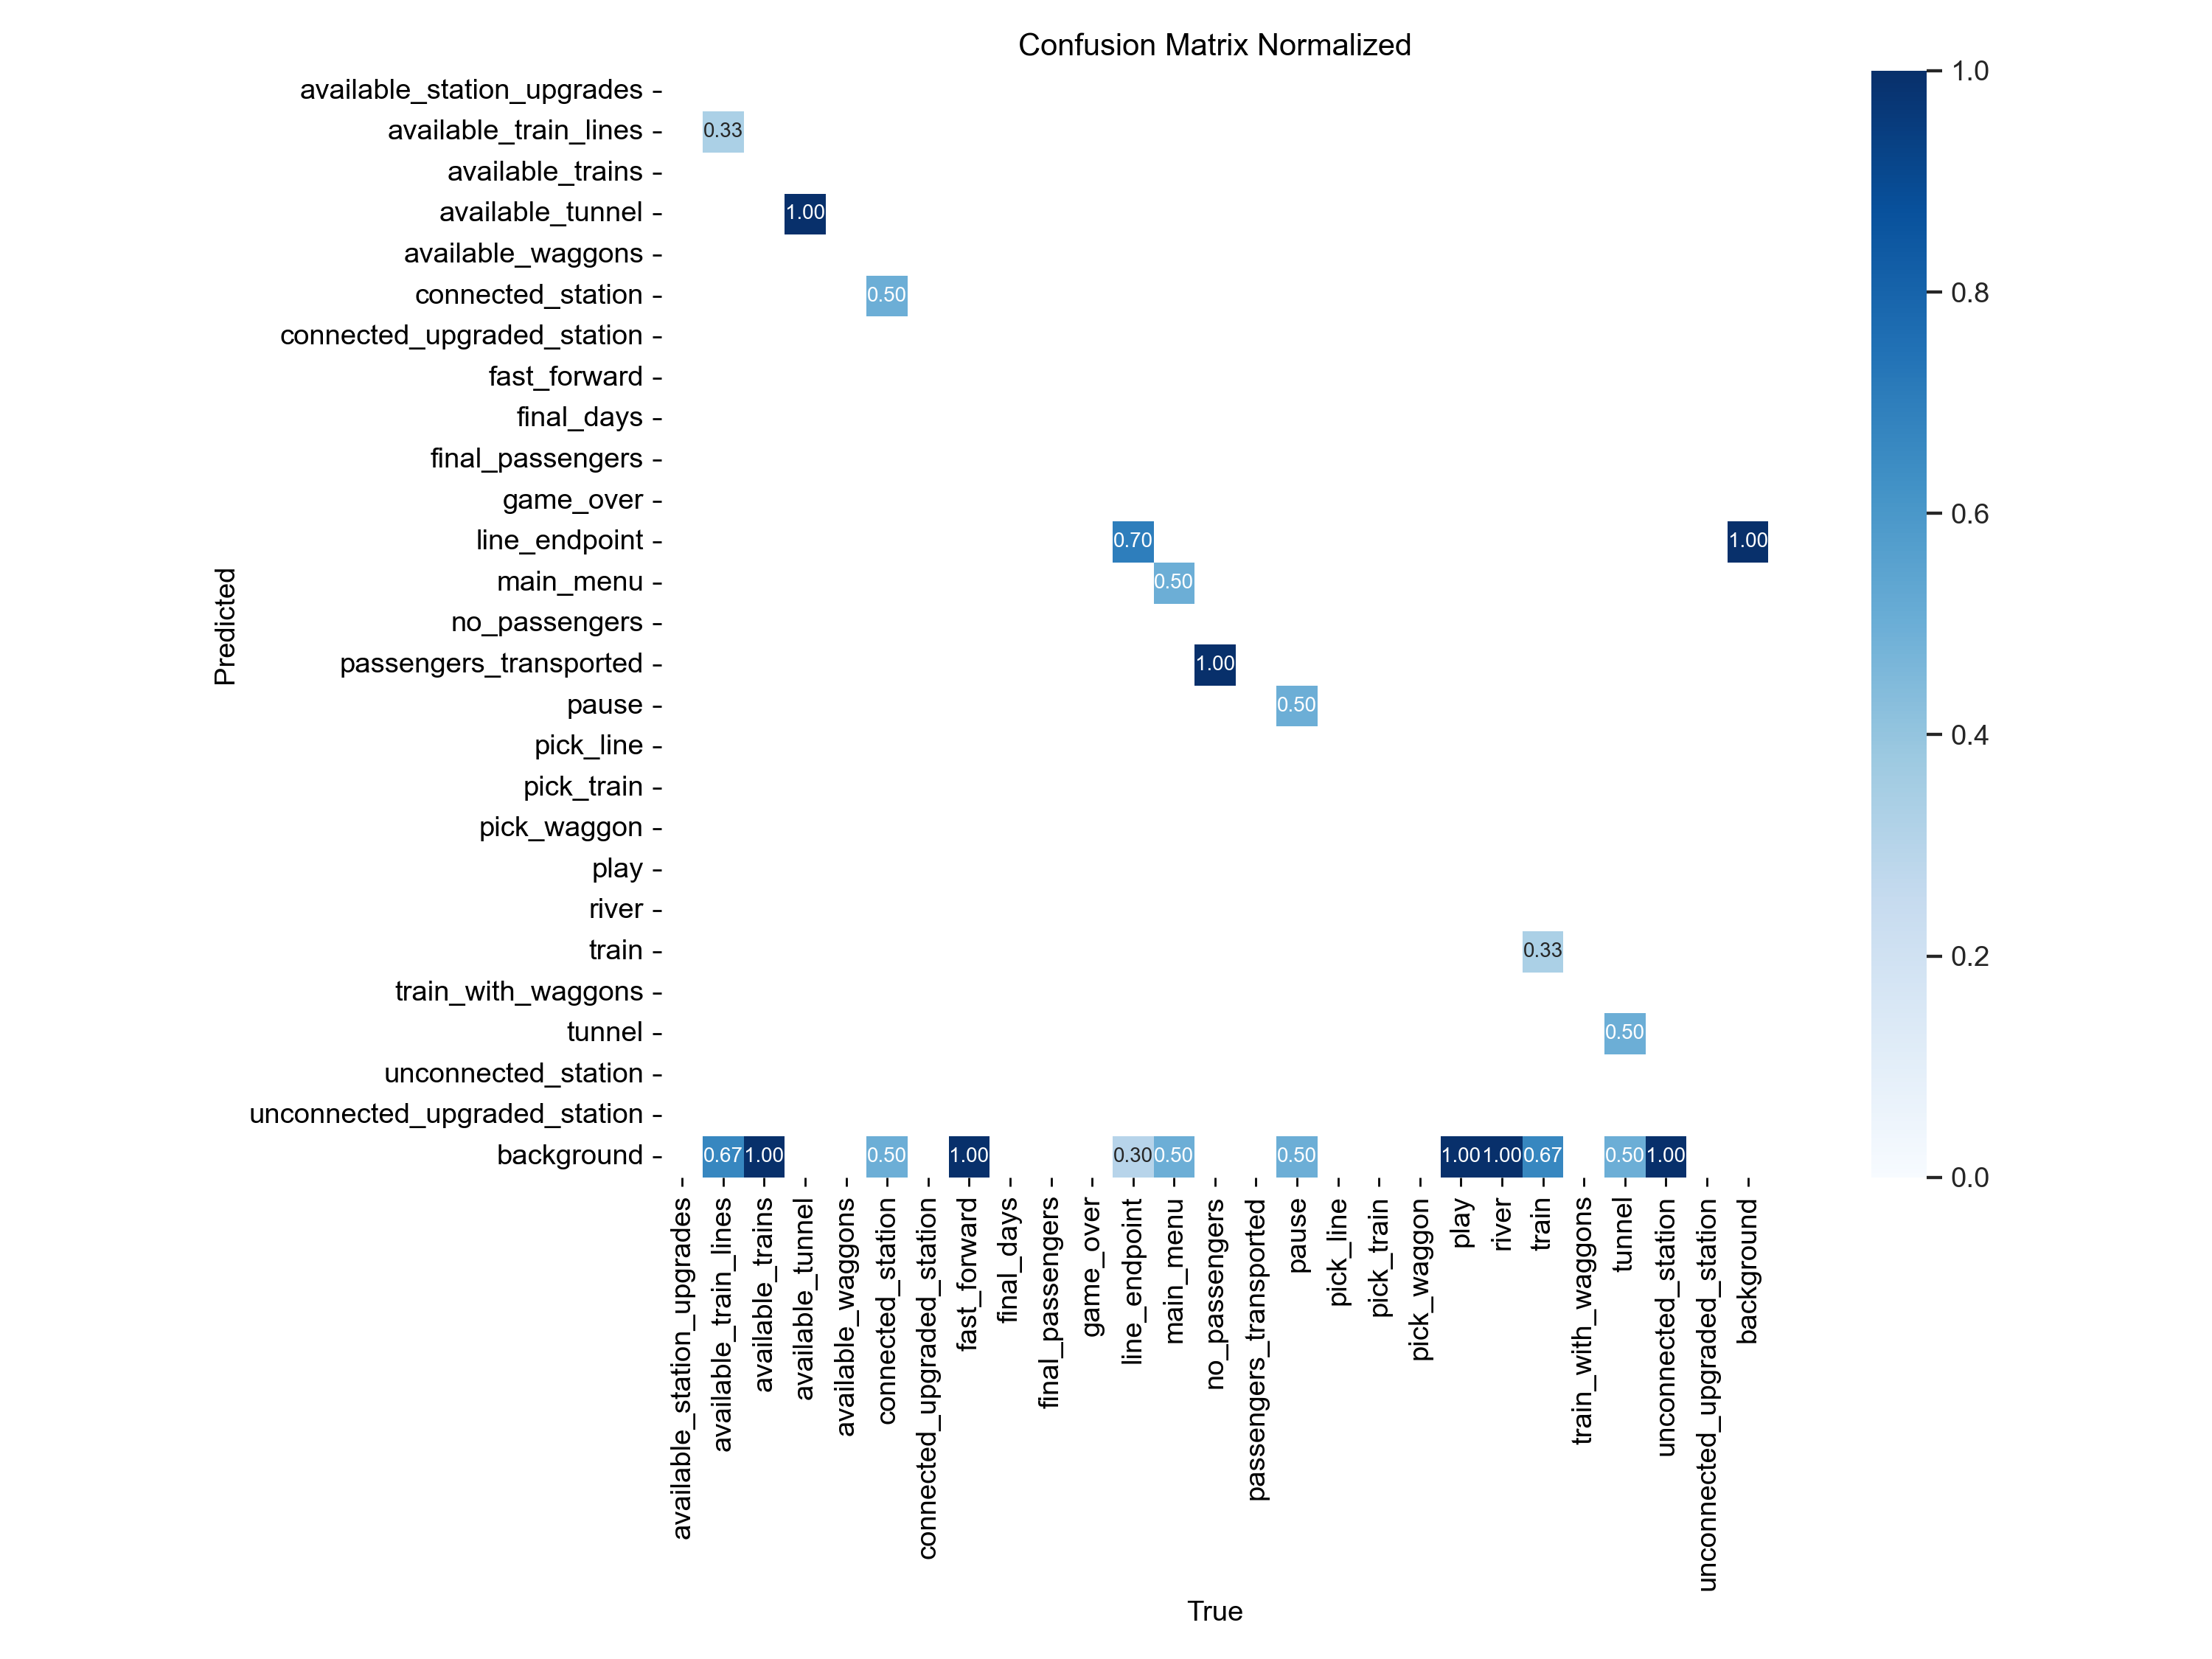 Confusion Matrix Normalized
available_station_upgrades
available_train_lines
available_trains
available_tunnel
available_waggons
connected_station
connected_upgraded_station
fast_forward
final_days
final_passengers
game_over
line_endpoint
main_menu
no_passengers
passengers_transported
pause
pick_line
pick_train
pick_waggon
play
river
train
train_with_waggons
tunnel
unconnected_station
unconnected_upgraded_station
background
Predicted
0.33
1.00
0.50
0.70 1.00
0.50
1.00
0.50
0.33
0.50
0.67 1.00 0.50 1.00 0.30 0.50 0.50 1.00 1.00 0.67 0.50 1.00
available_station_upgrades
available_train_lines
available_trains
available_tunnel
available_waggons
connected_station
connected_upgraded_station
fast_forward
final_days
final_passengers
game_over
line_endpoint
main_menu
no_passengers
passengers_transported
pause
pick_line
pick_train
pick_waggon
play
river
train
train_with_waggons
tunnel
unconnected_station
unconnected_upgraded_station
background
True
1.0
0.8
0.6
0.4
0.2
0.0